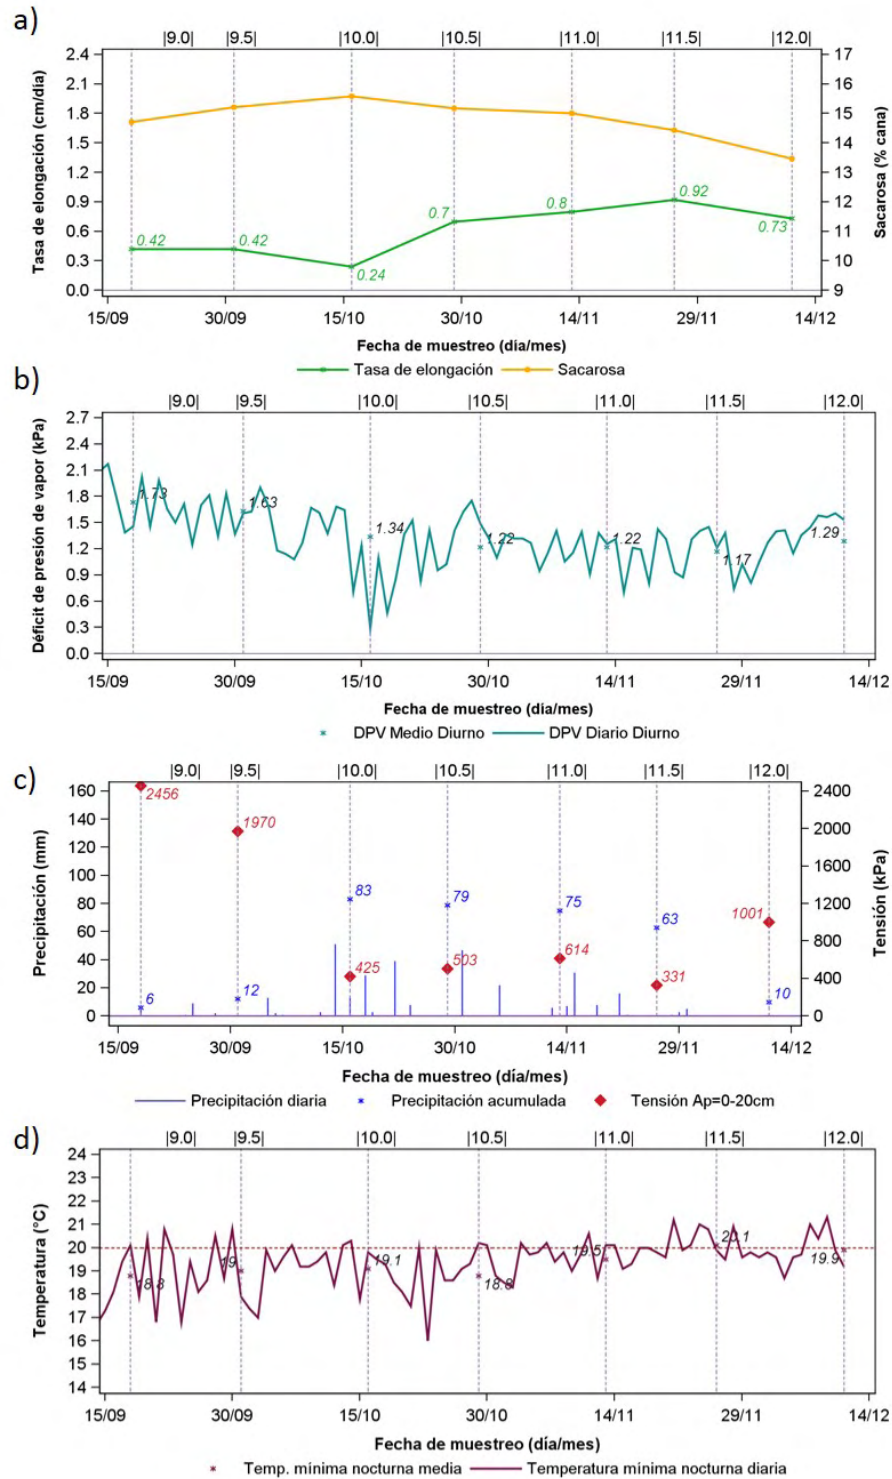 a)
|9.0| |9.5| |10.0| |10.5| |11.0| |11.5| |12.0|
Tasa de elongación (cm/dia)
2.4
2.1
1.8
1.5
1.2
0.9
0.6
0.3
0.0
0.42 0.42 0.24 0.7 0.8 0.92 0.73
17
16
15
14
13
12
11
10
9
Sacarosa (% cana)
15/09 30/09 15/10 30/10 14/11 29/11 14/12
Fecha de muestreo (día/mes)
Tasa de elongación Sacarosa
b)
|9.0| |9.5| |10.0| |10.5| |11.0| |11.5| |12.0|
Déficit de presión de vapor (kPa)
2.7
2.4
2.1
1.8
1.5
1.2
0.9
0.6
0.3
0.0
1.73 1.63 1.34 1.22 1.22 1.17 1.29
15/09 30/09 15/10 30/10 14/11 29/11 14/12
Fecha de muestreo (día/mes)
DPV Medio Diurno DPV Diario Diurno
c)
|9.0| |9.5| |10.0| |10.5| |11.0| |11.5| |12.0|
Precipitación (mm)
160
140
120
100
80
60
40
20
0
2456 1970 425 503 614 331 1001
6 12 83 79 75 63 10
2400
2000
1600
1200
800
400
0
Tensión (kPa)
15/09 30/09 15/10 30/10 14/11 29/11 14/12
Fecha de muestreo (día/mes)
Precipitación diaria Precipitación acumulada Tensión Ap=0-20cm
d)
|9.0| |9.5| |10.0| |10.5| |11.0| |11.5| |12.0|
Temperatura (°C)
24
23
22
21
20
19
18
17
16
15
14
18.8 19 19.1 18.8 19.5 20.1 19.9
15/09 30/09 15/10 30/10 14/11 29/11 14/12
Fecha de muestreo (día/mes)
Temp. mínima nocturna media Temperatura mínima nocturna diaria